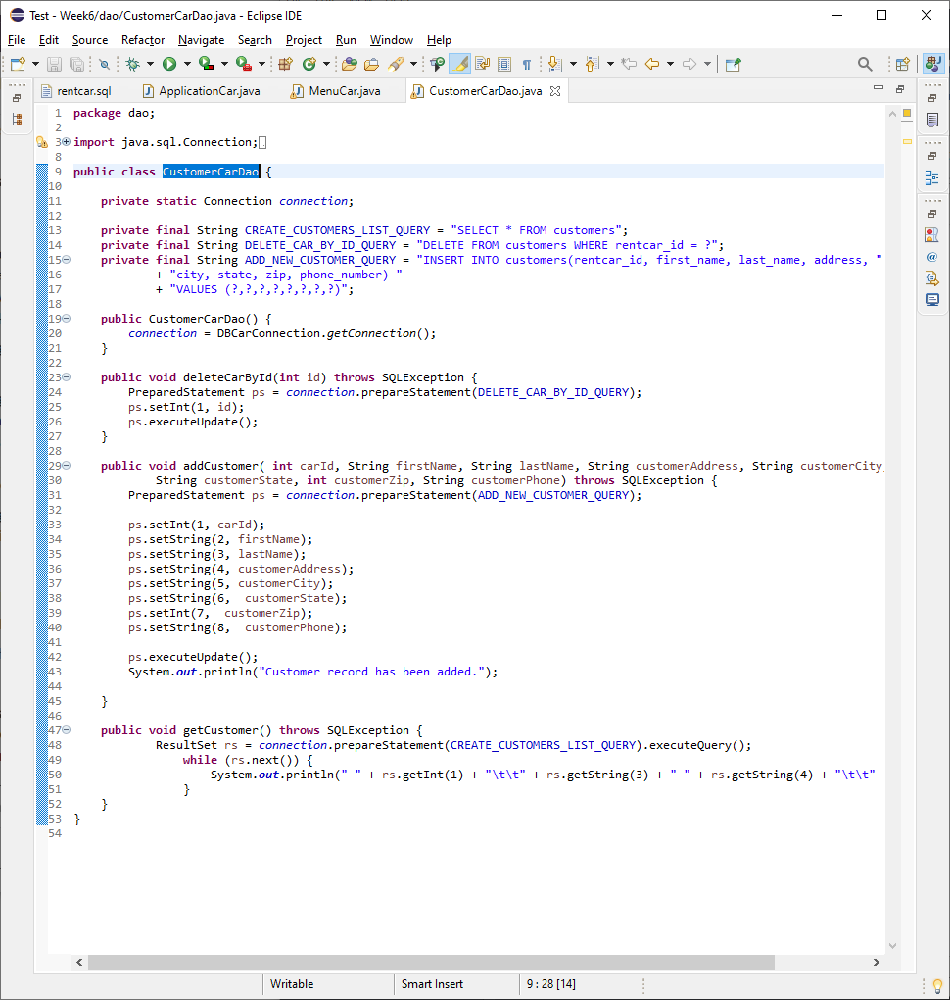 Test - Week6/dao/CustomerCarDao.java - Eclipse IDE
File Edit Source Refactor Navigate Search Project Run Window Help
rentcar.sql ApplicationCar.java MenuCar.java CustomerCarDao.java
1 package dao;
2
3 import java.sql.Connection;
8
9 public class CustomerCarDao {
10
11 private static Connection connection;
12
13 private final String CREATE_CUSTOMERS_LIST_QUERY = "SELECT * FROM customers";
14 private final String DELETE_CAR_BY_ID_QUERY = "DELETE FROM customers WHERE rentcar_id = ?";
15 private final String ADD_NEW_CUSTOMER_QUERY = "INSERT INTO customers(rentcar_id, first_name, last_name, address, "
16 + "city, state, zip, phone_number) "
17 + "VALUES (?,?,?,?,?,?,?,?)";
18
19 public CustomerCarDao() {
20 connection = DBCarConnection.getConnection();
21 }
22
23 public void deleteCarById(int id) throws SQLException {
24 PreparedStatement ps = connection.prepareStatement(DELETE_CAR_BY_ID_QUERY);
25 ps.setInt(1, id);
26 ps.executeUpdate();
27 }
28
29 public void addCustomer( int carId, String firstName, String lastName, String customerAddress, String customerCity,
30 String customerState, int customerZip, String customerPhone) throws SQLException {
31 PreparedStatement ps = connection.prepareStatement(ADD_NEW_CUSTOMER_QUERY);
32
33 ps.setInt(1, carId);
34 ps.setString(2, firstName);
35 ps.setString(3, lastName);
36 ps.setString(4, customerAddress);
37 ps.setString(5, customerCity);
38 ps.setString(6,  customerState);
39 ps.setInt(7,  customerZip);
40 ps.setString(8,  customerPhone);
41
42 ps.executeUpdate();
43 System.out.println("Customer record has been added.");
44
45 }
46
47 public void getCustomer() throws SQLException {
48 ResultSet rs = connection.prepareStatement(CREATE_CUSTOMERS_LIST_QUERY).executeQuery();
49 while (rs.next()) {
50 System.out.println(" " + rs.getInt(1) + "\t\t" + rs.getString(3) + " " + rs.getString(4) + "\t\t" +
51 }
52 }
53 }
54
Writable Smart Insert 9 : 28 [14]